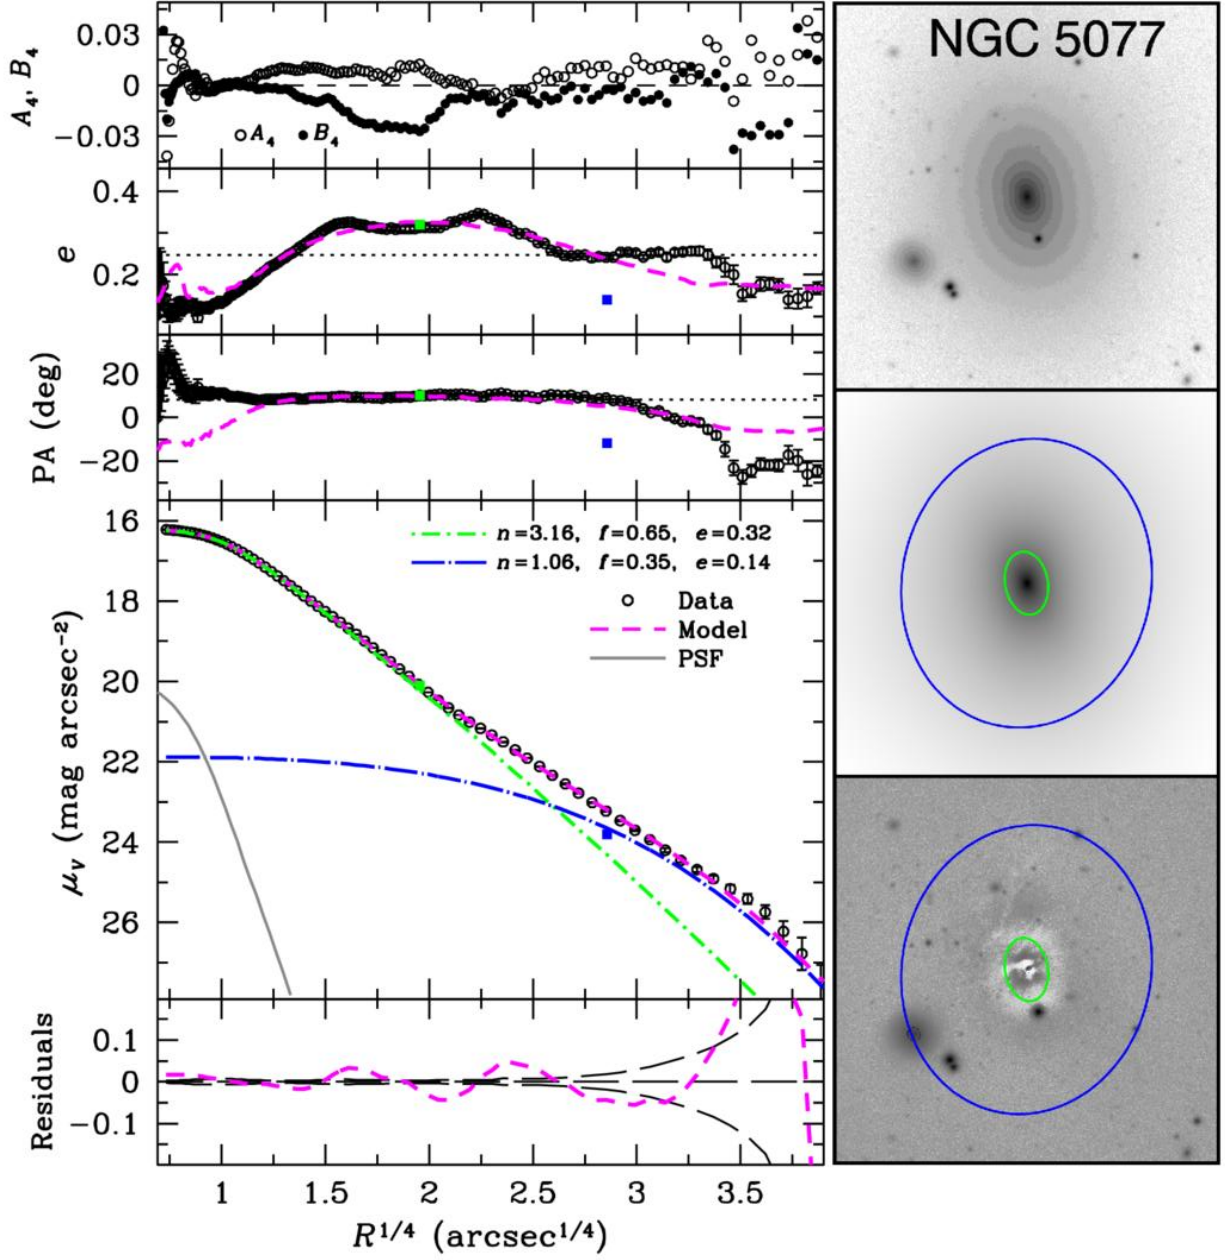 NGC 5077
A₄, B₄
0.03
0
−0.03
A₄ B₄
e
0.4
0.2
PA (deg)
20
0
−20
μᵥ (mag arcsec⁻²)
16
18
20
22
24
26
n=3.16, f=0.65, e=0.32
n=1.06, f=0.35, e=0.14
Data
Model
PSF
Residuals
0.1
0
−0.1
1 1.5 2 2.5 3 3.5
R¹/⁴ (arcsec¹/⁴)